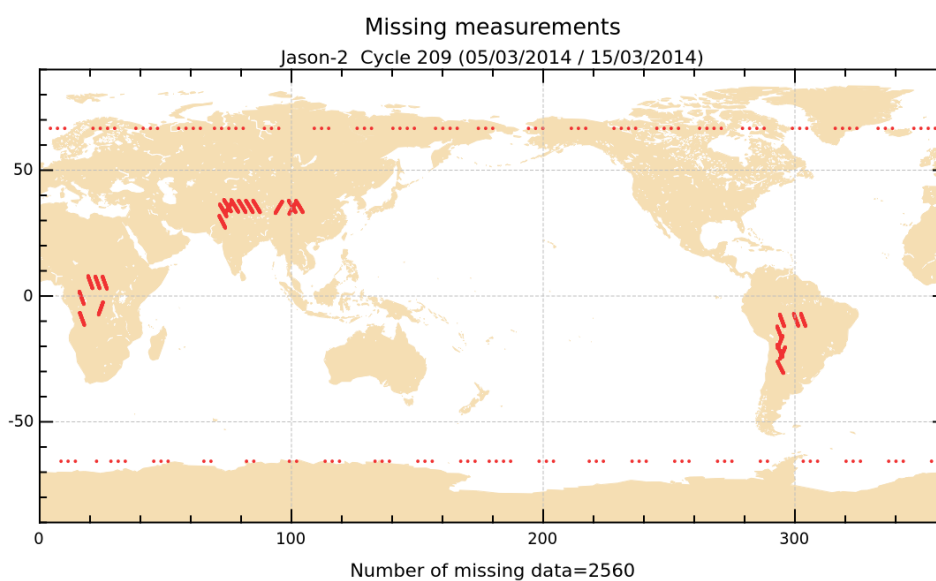 Missing measurements
Jason-2 Cycle 209 (05/03/2014 / 15/03/2014)
50
0
-50
0 100 200 300
Number of missing data=2560